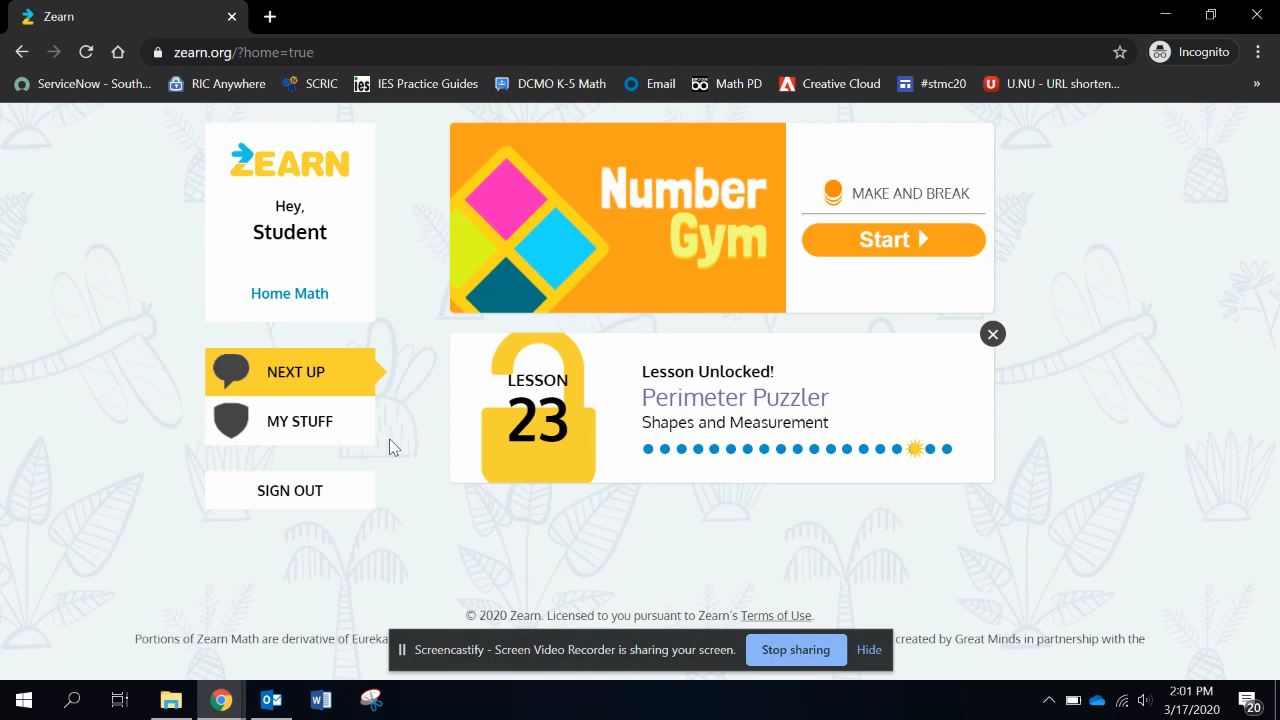 Zearn
zearn.org/?home=true
Incognito
ServiceNow - South...
RIC Anywhere
SCRIC
ies
IES Practice Guides
DCMO K-5 Math
Email
Math PD
Creative Cloud
#stmc20
U.NU - URL shorten...
»
ZEARN
Hey,
Student
Home Math
NEXT UP
MY STUFF
SIGN OUT
Number
Gym
MAKE AND BREAK
Start
LESSON
23
Lesson Unlocked!
Perimeter Puzzler
Shapes and Measurement
© 2020 Zearn. Licensed to you pursuant to Zearn's Terms of Use.
Portions of Zearn Math are derivative of Eureka
created by Great Minds in partnership with the
Screencastify - Screen Video Recorder is sharing your screen.
Stop sharing
Hide
2:01 PM
3/17/2020
20